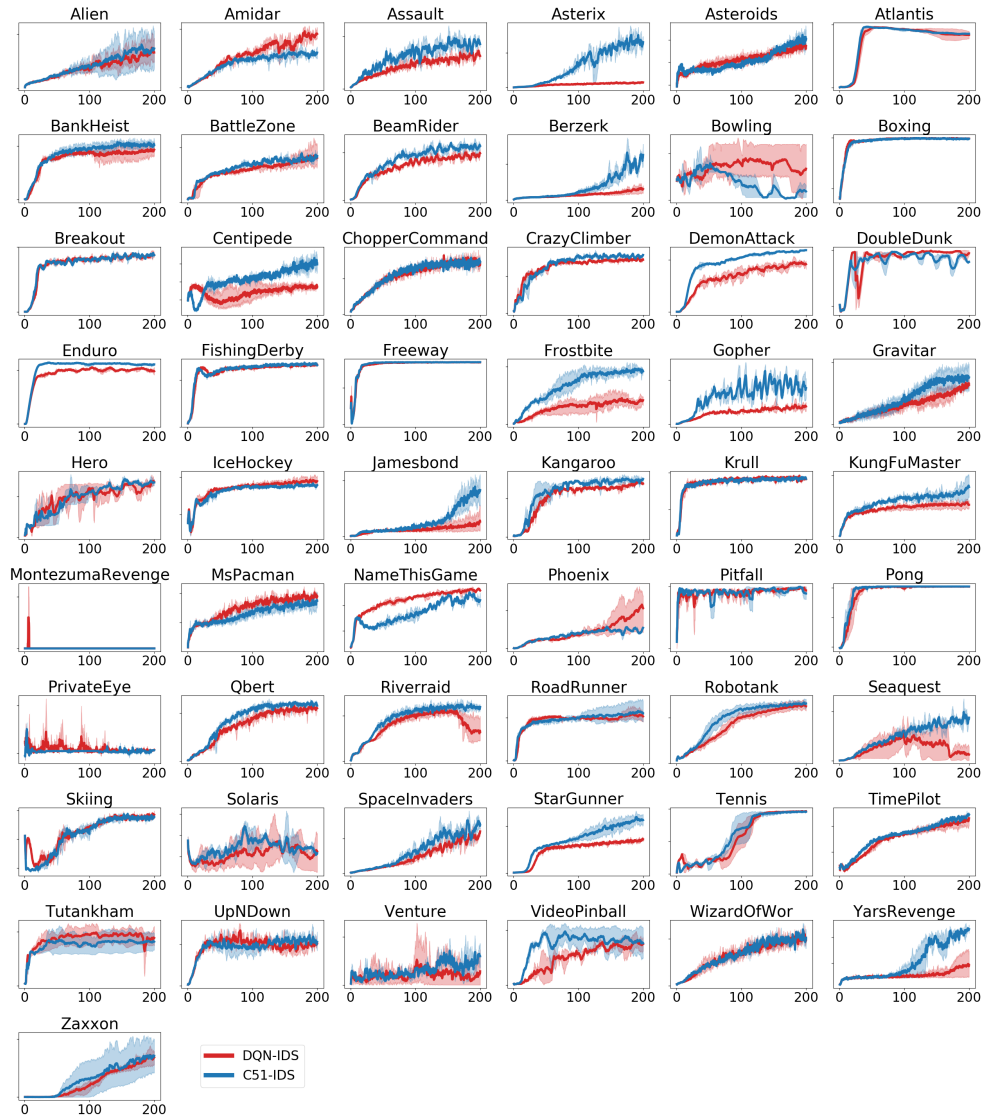 Alien Amidar Assault Asterix Asteroids Atlantis
0 100 200 0 100 200 0 100 200 0 100 200 0 100 200 0 100 200
BankHeist BattleZone BeamRider Berzerk Bowling Boxing
0 100 200 0 100 200 0 100 200 0 100 200 0 100 200 0 100 200
Breakout Centipede ChopperCommand CrazyClimber DemonAttack DoubleDunk
0 100 200 0 100 200 0 100 200 0 100 200 0 100 200 0 100 200
Enduro FishingDerby Freeway Frostbite Gopher Gravitar
0 100 200 0 100 200 0 100 200 0 100 200 0 100 200 0 100 200
Hero IceHockey Jamesbond Kangaroo Krull KungFuMaster
0 100 200 0 100 200 0 100 200 0 100 200 0 100 200 0 100 200
MontezumaRevenge MsPacman NameThisGame Phoenix Pitfall Pong
0 100 200 0 100 200 0 100 200 0 100 200 0 100 200 0 100 200
PrivateEye Qbert Riverraid RoadRunner Robotank Seaquest
0 100 200 0 100 200 0 100 200 0 100 200 0 100 200 0 100 200
Skiing Solaris SpaceInvaders StarGunner Tennis TimePilot
0 100 200 0 100 200 0 100 200 0 100 200 0 100 200 0 100 200
Tutankham UpNDown Venture VideoPinball WizardOfWor YarsRevenge
0 100 200 0 100 200 0 100 200 0 100 200 0 100 200 0 100 200
Zaxxon
DQN-IDS
C51-IDS
0 100 200